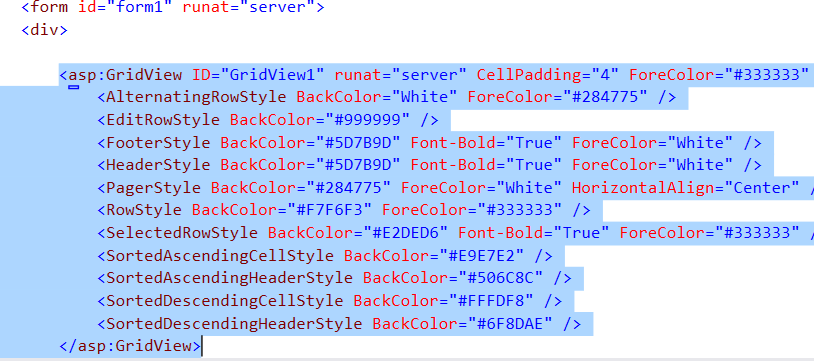 <form id="form1" runat="server">
<div>
<asp:GridView ID="GridView1" runat="server" CellPadding="4" ForeColor="#333333"
<AlternatingRowStyle BackColor="White" ForeColor="#284775" />
<EditRowStyle BackColor="#999999" />
<FooterStyle BackColor="#5D7B9D" Font-Bold="True" ForeColor="White" />
<HeaderStyle BackColor="#5D7B9D" Font-Bold="True" ForeColor="White" />
<PagerStyle BackColor="#284775" ForeColor="White" HorizontalAlign="Center" /
<RowStyle BackColor="#F7F6F3" ForeColor="#333333" />
<SelectedRowStyle BackColor="#E2DED6" Font-Bold="True" ForeColor="#333333" /
<SortedAscendingCellStyle BackColor="#E9E7E2" />
<SortedAscendingHeaderStyle BackColor="#506C8C" />
<SortedDescendingCellStyle BackColor="#FFFDF8" />
<SortedDescendingHeaderStyle BackColor="#6F8DAE" />
</asp:GridView>